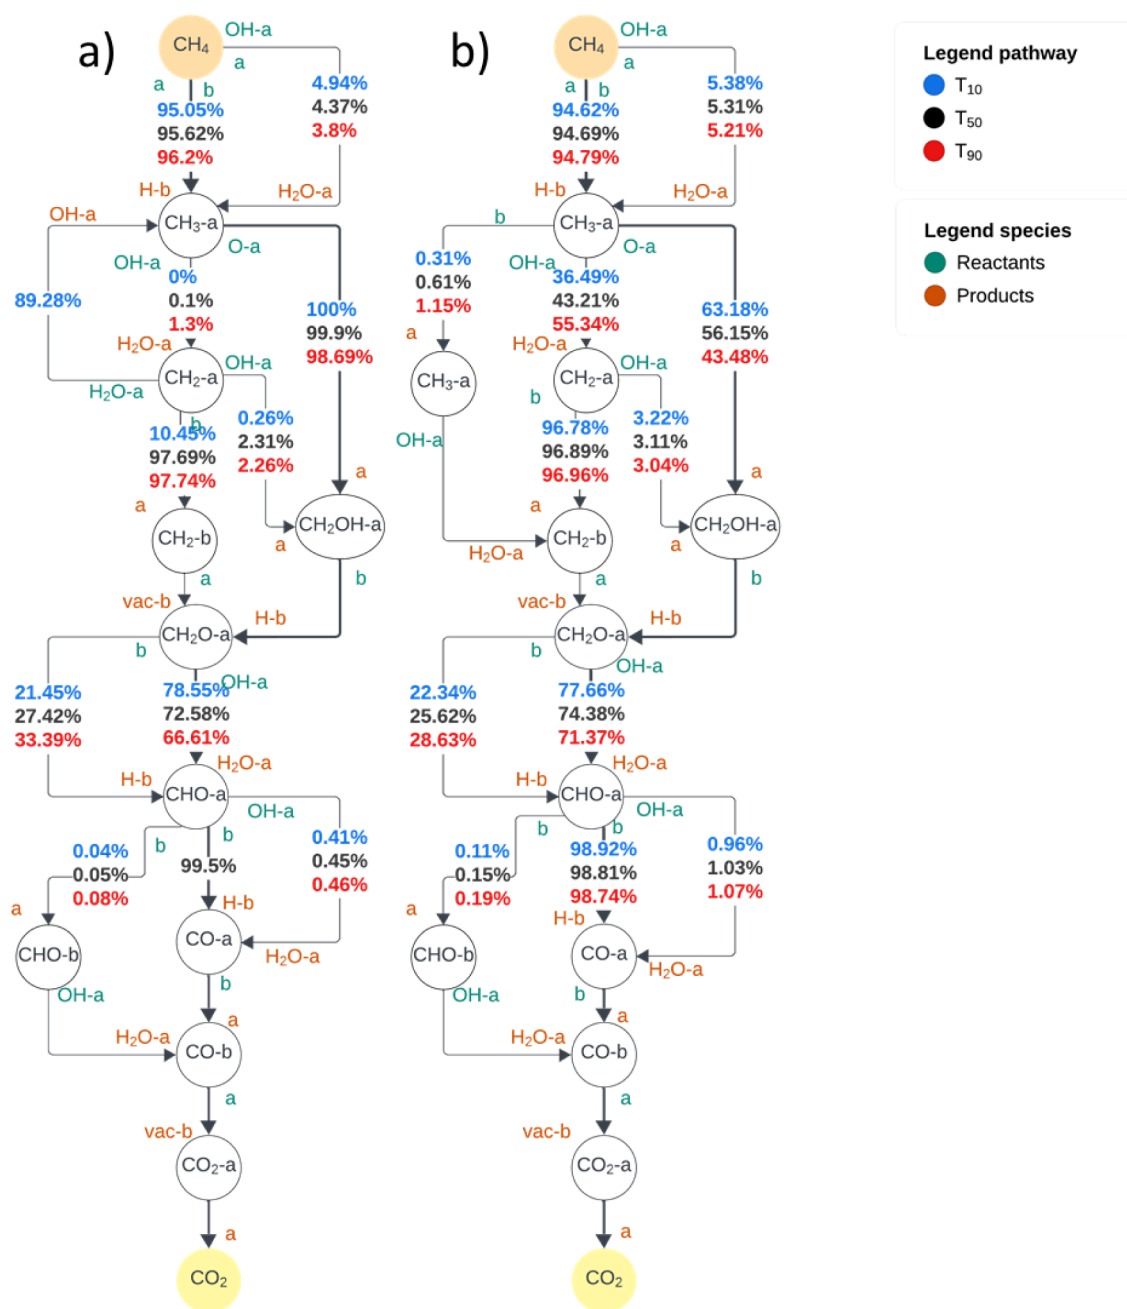 a)
CH₄
OH-a
a
a
b
95.05%
95.62%
96.2%
4.94%
4.37%
3.8%
H-b
H₂O-a
OH-a
CH₃-a
O-a
OH-a
89.28%
0%
0.1%
1.3%
100%
99.9%
98.69%
H₂O-a
CH₂-a
OH-a
H₂O-a
b
10.45%
97.69%
97.74%
0.26%
2.31%
2.26%
a
a
CH₂-b
CH₂OH-a
a
a
b
vac-b
H-b
CH₂O-a
b
OH-a
21.45%
27.42%
33.39%
78.55%
72.58%
66.61%
H-b
H₂O-a
CHO-a
OH-a
b
b
0.04%
0.05%
0.08%
99.5%
0.41%
0.45%
0.46%
a
H-b
CHO-b
CO-a
H₂O-a
OH-a
b
a
H₂O-a
CO-b
a
vac-b
CO₂-a
a
CO₂
b)
CH₄
OH-a
a
a
b
94.62%
94.69%
94.79%
5.38%
5.31%
5.21%
H-b
H₂O-a
b
CH₃-a
O-a
OH-a
0.31%
0.61%
1.15%
36.49%
43.21%
55.34%
63.18%
56.15%
43.48%
a
H₂O-a
CH₃-a
CH₂-a
OH-a
b
96.78%
96.89%
96.96%
3.22%
3.11%
3.04%
OH-a
a
a
CH₂-b
CH₂OH-a
H₂O-a
a
a
b
vac-b
H-b
CH₂O-a
b
OH-a
22.34%
25.62%
28.63%
77.66%
74.38%
71.37%
H-b
H₂O-a
CHO-a
OH-a
b
b
0.11%
0.15%
0.19%
98.92%
98.81%
98.74%
0.96%
1.03%
1.07%
a
H-b
CHO-b
CO-a
H₂O-a
OH-a
b
a
H₂O-a
CO-b
a
vac-b
CO₂-a
a
CO₂
Legend pathway
T₁₀
T₅₀
T₉₀
Legend species
Reactants
Products